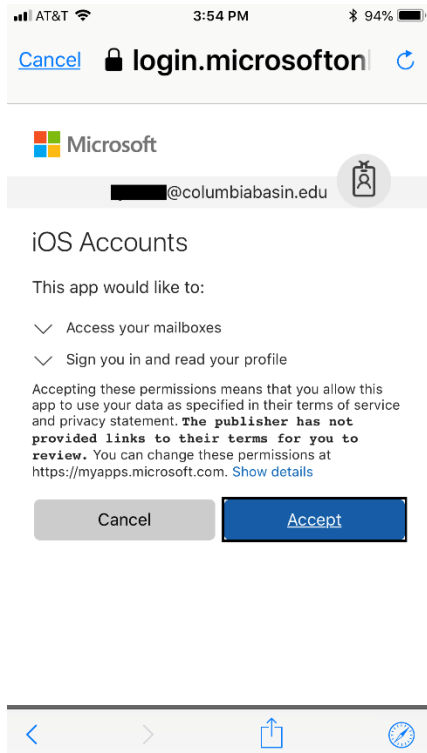 AT&T 3:54 PM 94%
Cancel login.microsofton
Microsoft
@columbiabasin.edu
iOS Accounts
This app would like to:
Access your mailboxes
Sign you in and read your profile
Accepting these permissions means that you allow this
app to use your data as specified in their terms of service
and privacy statement. The publisher has not
provided links to their terms for you to
review. You can change these permissions at
https://myapps.microsoft.com. Show details
Cancel Accept